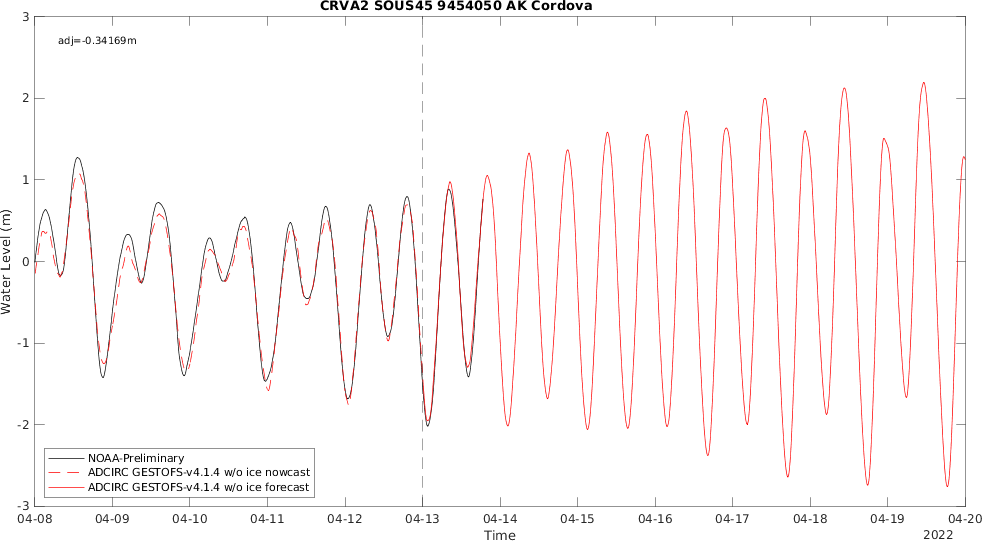 CRVA2 SOUS45 9454050 AK Cordova
adj=-0.34169m
3
2
1
0
-1
-2
-3
Water Level (m)
NOAA-Preliminary
ADCIRC GESTOFS-v4.1.4 w/o ice nowcast
ADCIRC GESTOFS-v4.1.4 w/o ice forecast
04-08 04-09 04-10 04-11 04-12 04-13 04-14 04-15 04-16 04-17 04-18 04-19 04-20
Time
2022